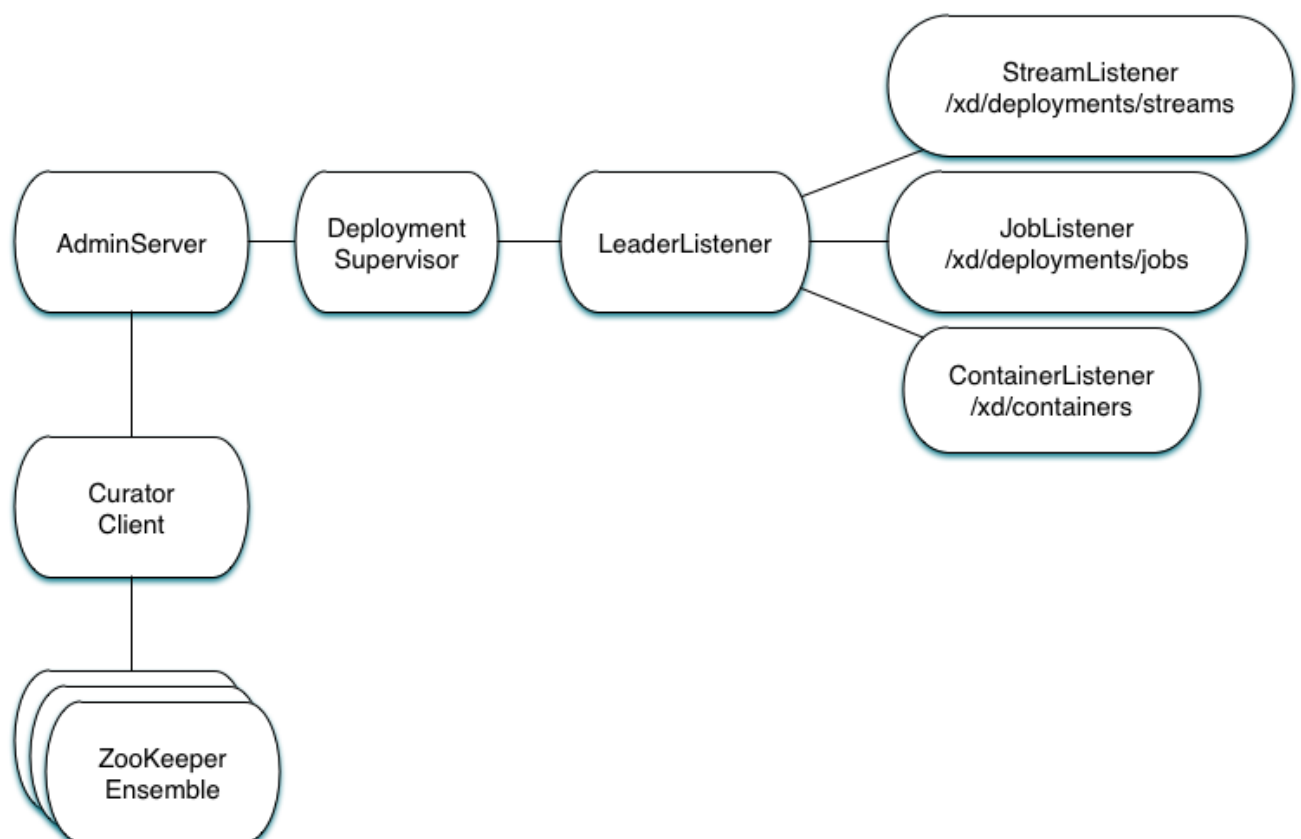 StreamListener
/xd/deployments/streams
AdminServer
Deployment
Supervisor
LeaderListener
JobListener
/xd/deployments/jobs
ContainerListener
/xd/containers
Curator
Client
ZooKeeper
Ensemble